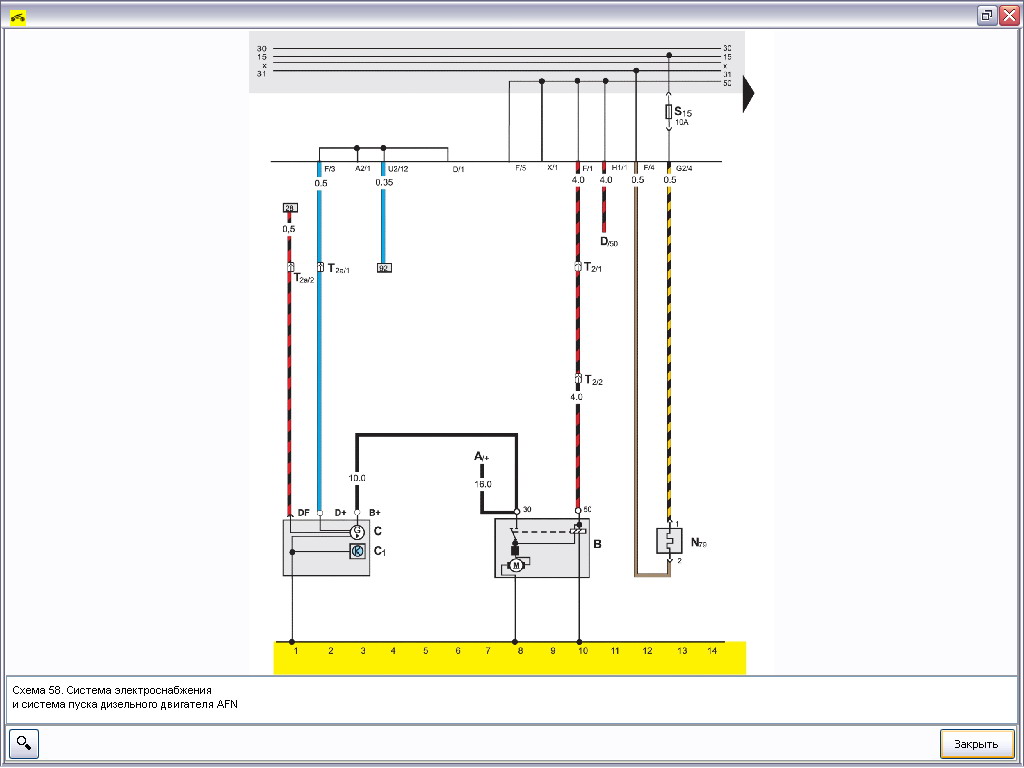 30 30
15 15
x x
31 31
50
S15
10A
F/3 A2/1 U2/12 D/1 F/5 X/1 F/1 H1/1 F/4 G2/4
0.5 0.35 4.0 4.0 0.5 0.5
28
0,5
D/50
T2a/2 T2a/1 92 T2/1
T2/2
4.0
A/+
10.0 16.0
DF D+ B+ 30 50
G C
K C1
B
M
1
N79
2
1 2 3 4 5 6 7 8 9 10 11 12 13 14
Схема 58. Система электроснабжения
и система пуска дизельного двигателя AFN
Закрыть